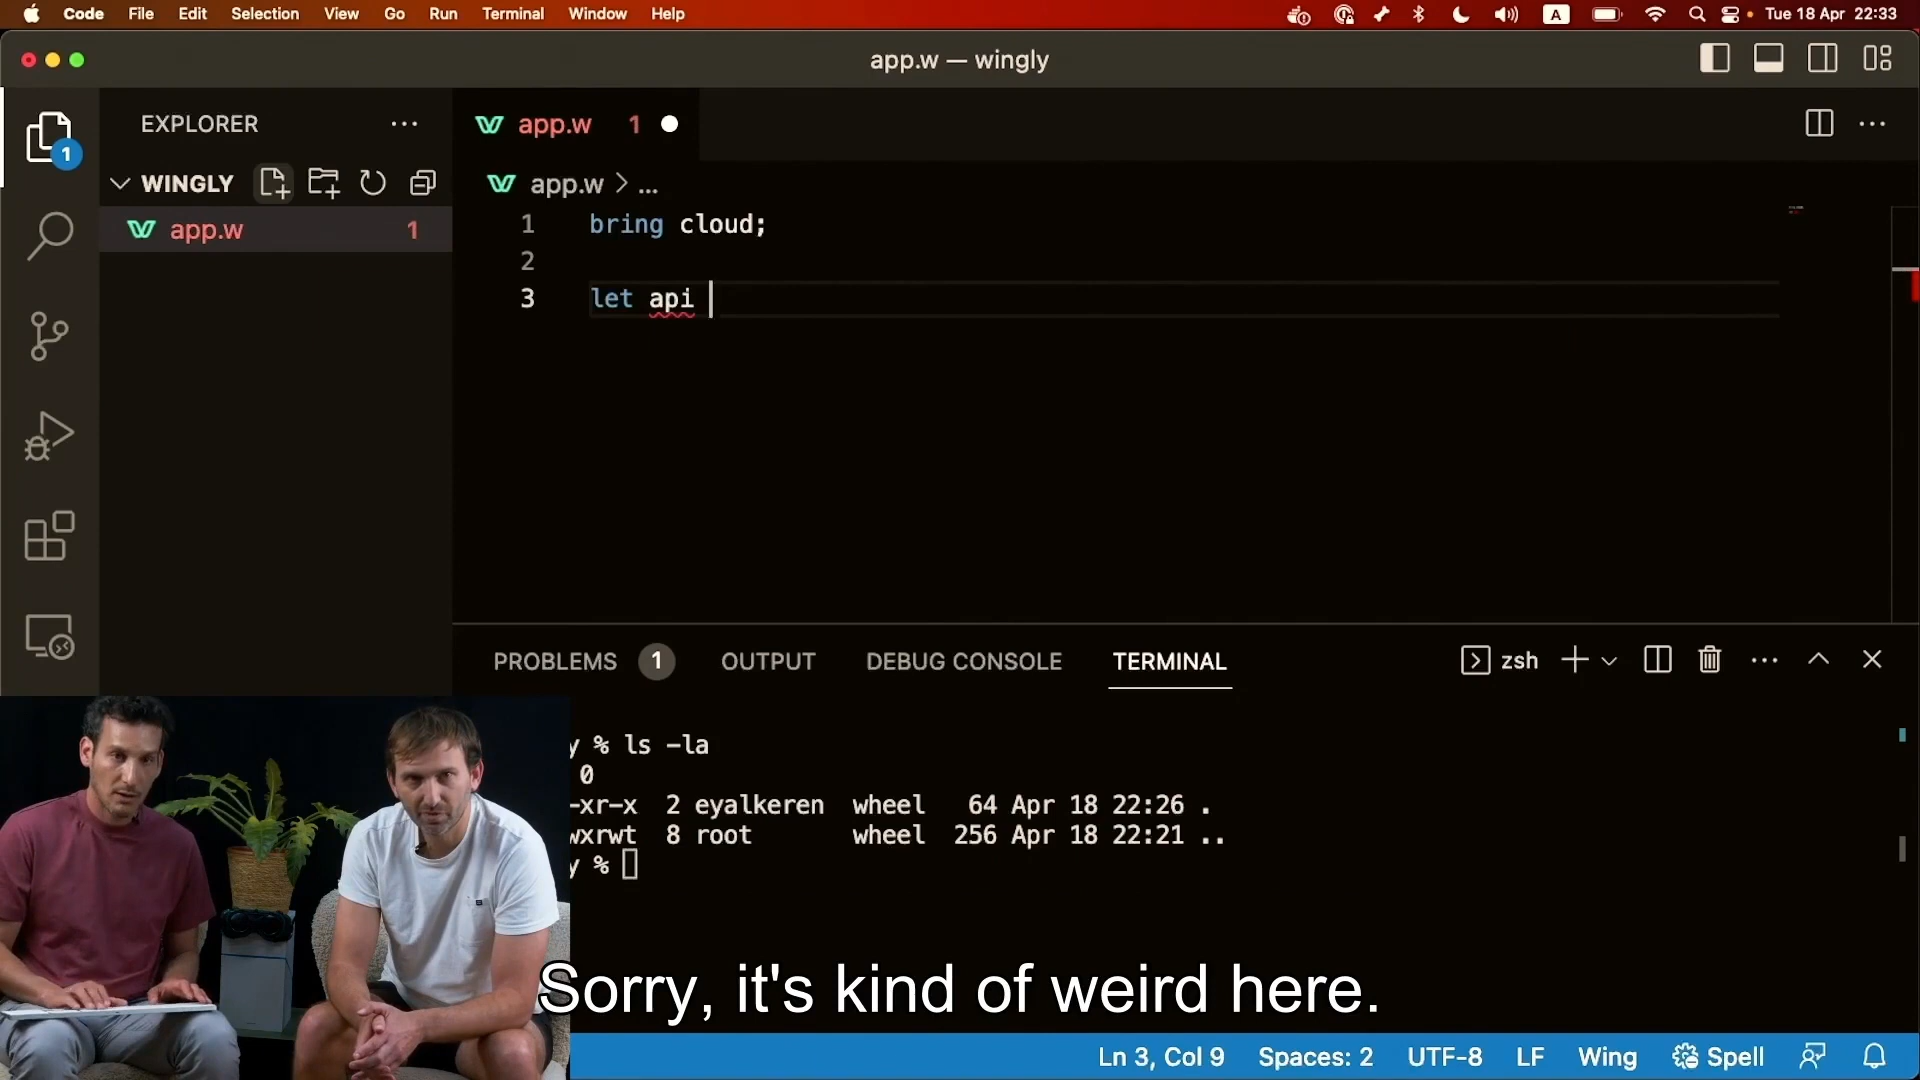 Code File Edit Selection View Go Run Terminal Window Help A Tue 18 Apr 22:33
app.w — wingly
EXPLORER ...
app.w 1
1
WINGLY
app.w > ...
app.w 1
1 bring cloud;
2
3 let api
PROBLEMS 1 OUTPUT DEBUG CONSOLE TERMINAL
zsh
y % ls -la
0
-xr-x 2 eyalkeren wheel 64 Apr 18 22:26 .
wxrwt 8 root wheel 256 Apr 18 22:21 ..
y %
Sorry, it's kind of weird here.
Ln 3, Col 9 Spaces: 2 UTF-8 LF Wing Spell